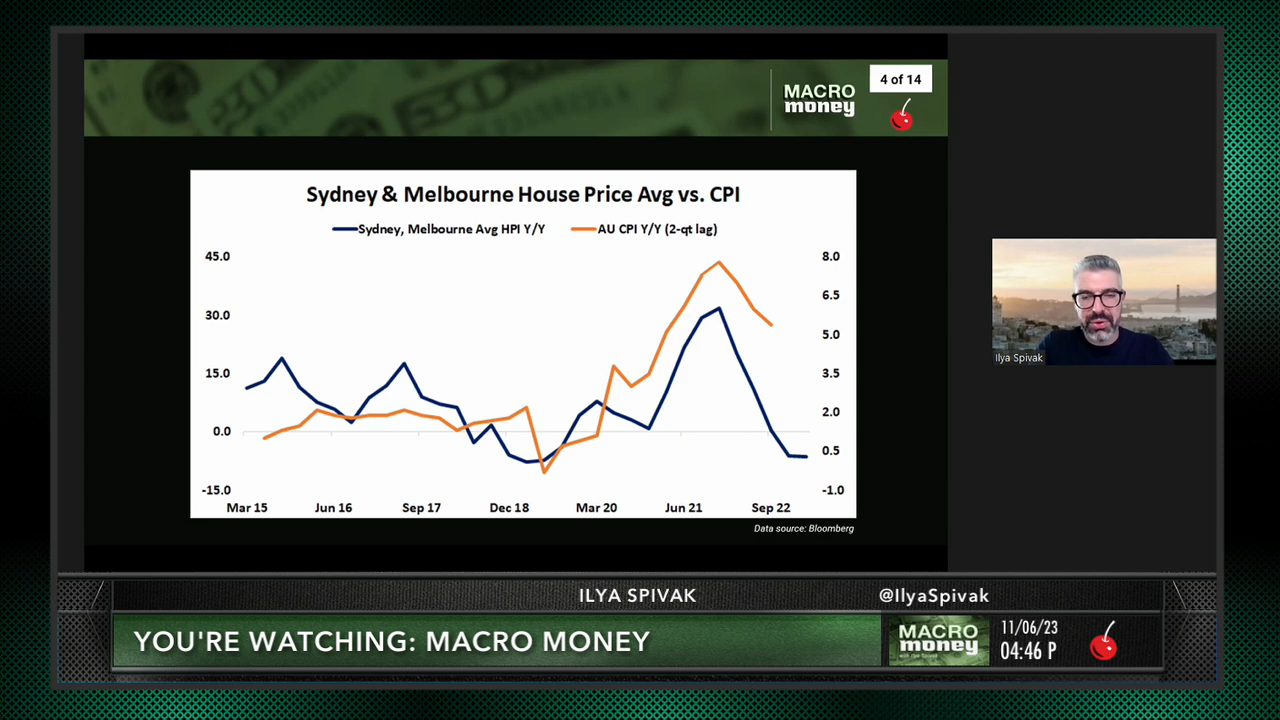 MACRO
money
4 of 14
Sydney & Melbourne House Price Avg vs. CPI
Sydney, Melbourne Avg HPI Y/Y
AU CPI Y/Y (2-qt lag)
45.0
30.0
15.0
0.0
-15.0
8.0
6.5
5.0
3.5
2.0
0.5
-1.0
Mar 15
Jun 16
Sep 17
Dec 18
Mar 20
Jun 21
Sep 22
Data source: Bloomberg
Ilya Spivak
ILYA SPIVAK
@IlyaSpivak
YOU'RE WATCHING: MACRO MONEY
MACRO
money
with Ilya Spivak
11/06/23
04:46 P